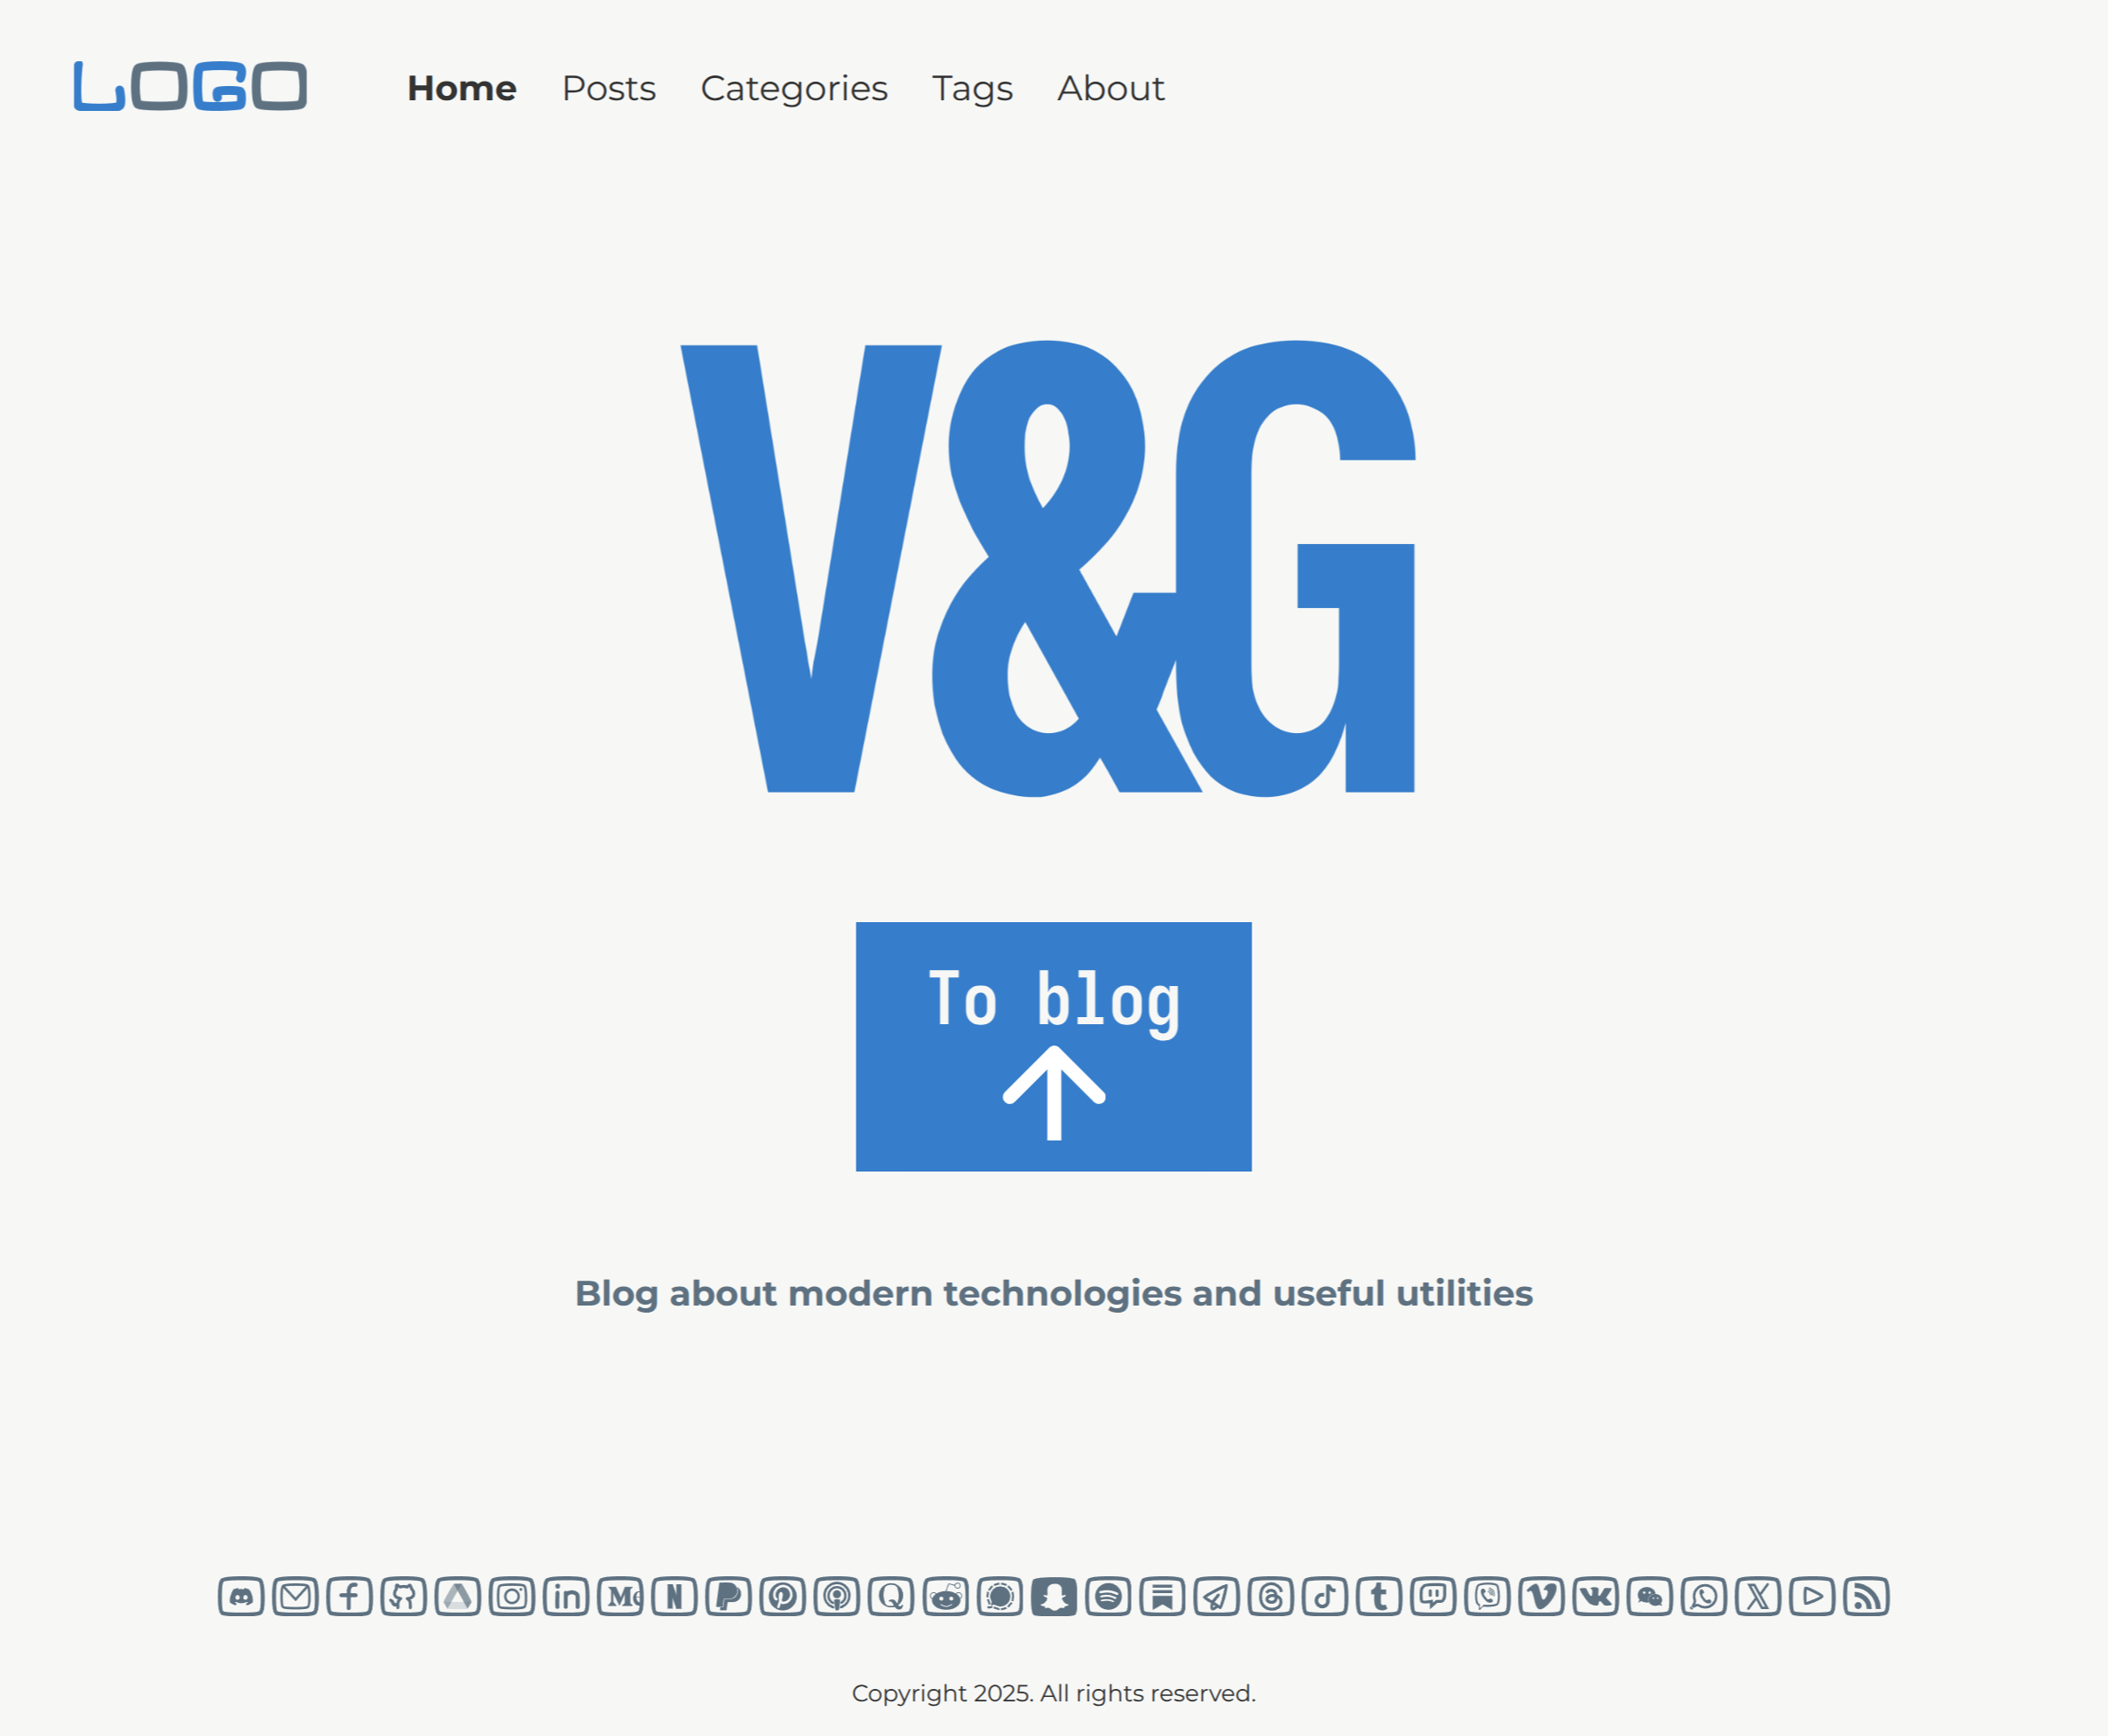 LOGO
Home Posts Categories Tags About
V&G
To blog
Blog about modern technologies and useful utilities
Copyright 2025. All rights reserved.